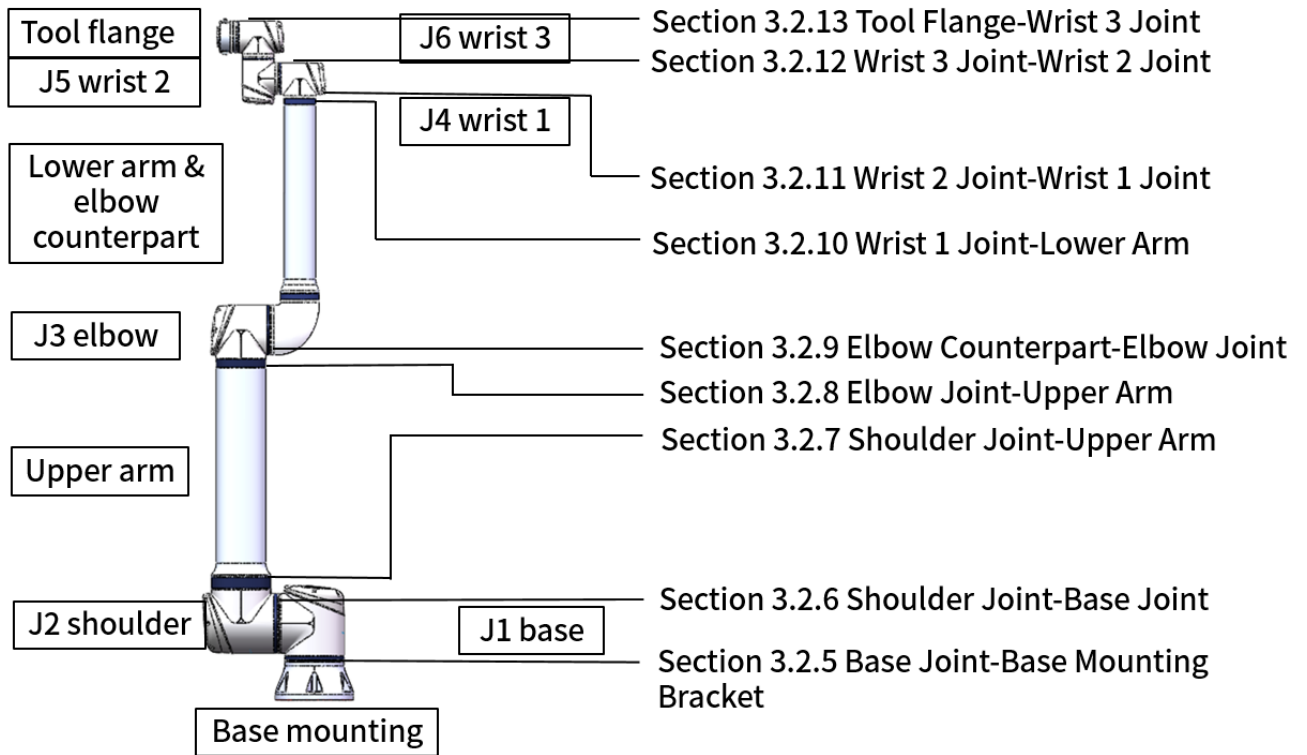 Tool flange
J6 wrist 3
Section 3.2.13 Tool Flange-Wrist 3 Joint
J5 wrist 2
Section 3.2.12 Wrist 3 Joint-Wrist 2 Joint
J4 wrist 1
Lower arm &
elbow
counterpart
Section 3.2.11 Wrist 2 Joint-Wrist 1 Joint
Section 3.2.10 Wrist 1 Joint-Lower Arm
J3 elbow
Section 3.2.9 Elbow Counterpart-Elbow Joint
Section 3.2.8 Elbow Joint-Upper Arm
Section 3.2.7 Shoulder Joint-Upper Arm
Upper arm
Section 3.2.6 Shoulder Joint-Base Joint
J2 shoulder
J1 base
Section 3.2.5 Base Joint-Base Mounting
Bracket
Base mounting